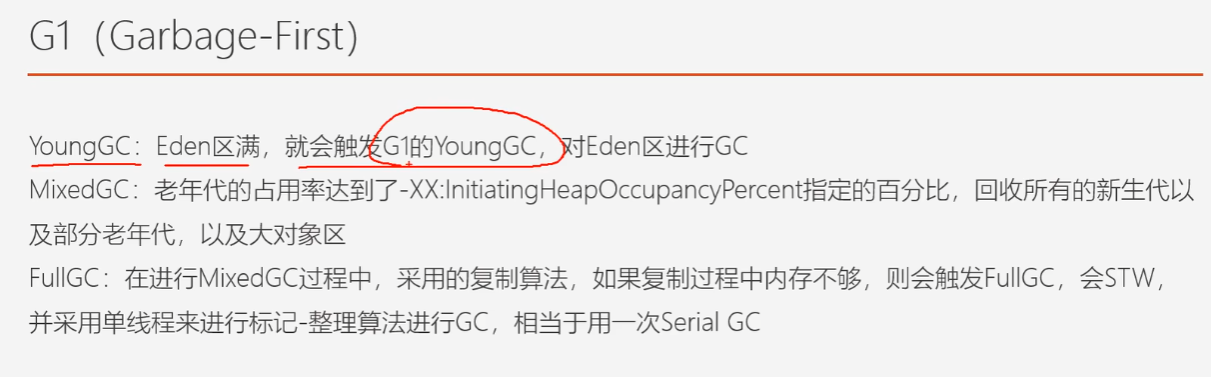 G1（Garbage-First）
YoungGC：Eden区满，就会触发G1的YoungGC，对Eden区进行GC
MixedGC：老年代的占用率达到了-XX:InitiatingHeapOccupancyPercent指定的百分比，回收所有的新生代以
及部分老年代，以及大对象区
FullGC：在进行MixedGC过程中，采用的复制算法，如果复制过程中内存不够，则会触发FullGC，会STW，
并采用单线程来进行标记-整理算法进行GC，相当于用一次Serial GC